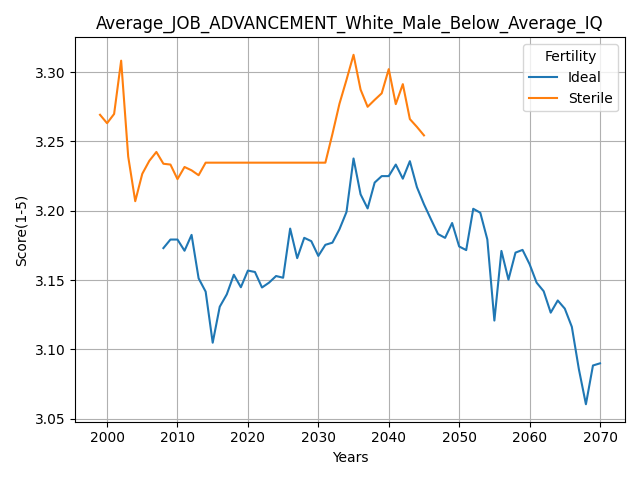 Average_JOB_ADVANCEMENT_White_Male_Below_Average_IQ
Fertility
Ideal
Sterile
Score(1-5)
3.30
3.25
3.20
3.15
3.10
3.05
2000 2010 2020 2030 2040 2050 2060 2070
Years